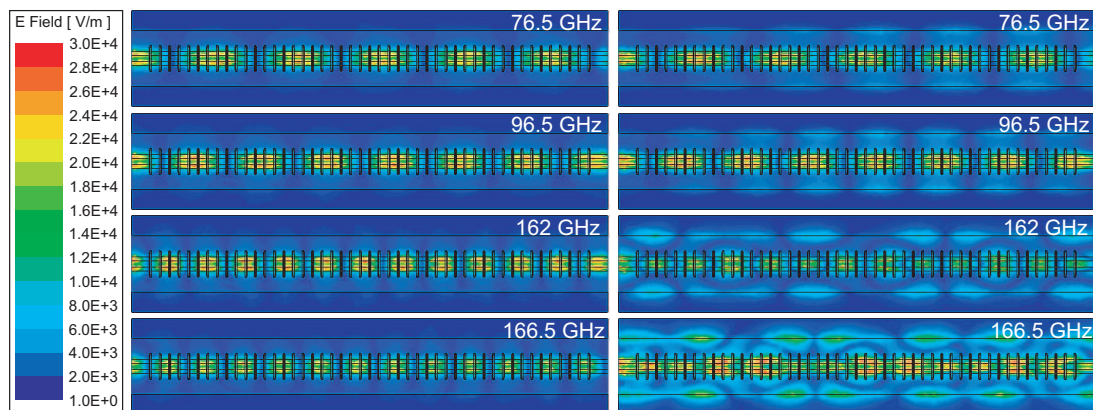 E Field [ V/m ]
3.0E+4
2.8E+4
2.6E+4
2.4E+4
2.2E+4
2.0E+4
1.8E+4
1.6E+4
1.4E+4
1.2E+4
1.0E+4
8.0E+3
6.0E+3
4.0E+3
2.0E+3
1.0E+0
76.5 GHz
76.5 GHz
96.5 GHz
96.5 GHz
162 GHz
162 GHz
166.5 GHz
166.5 GHz